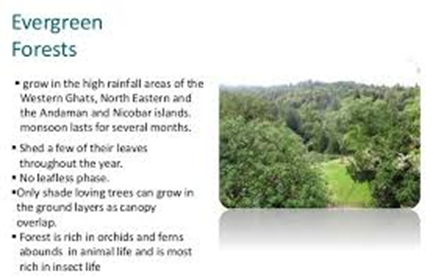 Evergreen
Forests
▪ grow in the high rainfall areas of the
Western Ghats, North Eastern and
the Andaman and Nicobar islands.
monsoon lasts for several months.
▪ Shed a few of their leaves
throughout the year.
▪ No leafless phase.
▪Only shade loving trees can grow in
the ground layers as canopy
overlap.
▪ Forest is rich in orchids and ferns
abounds in animal life and is most
rich in insect life